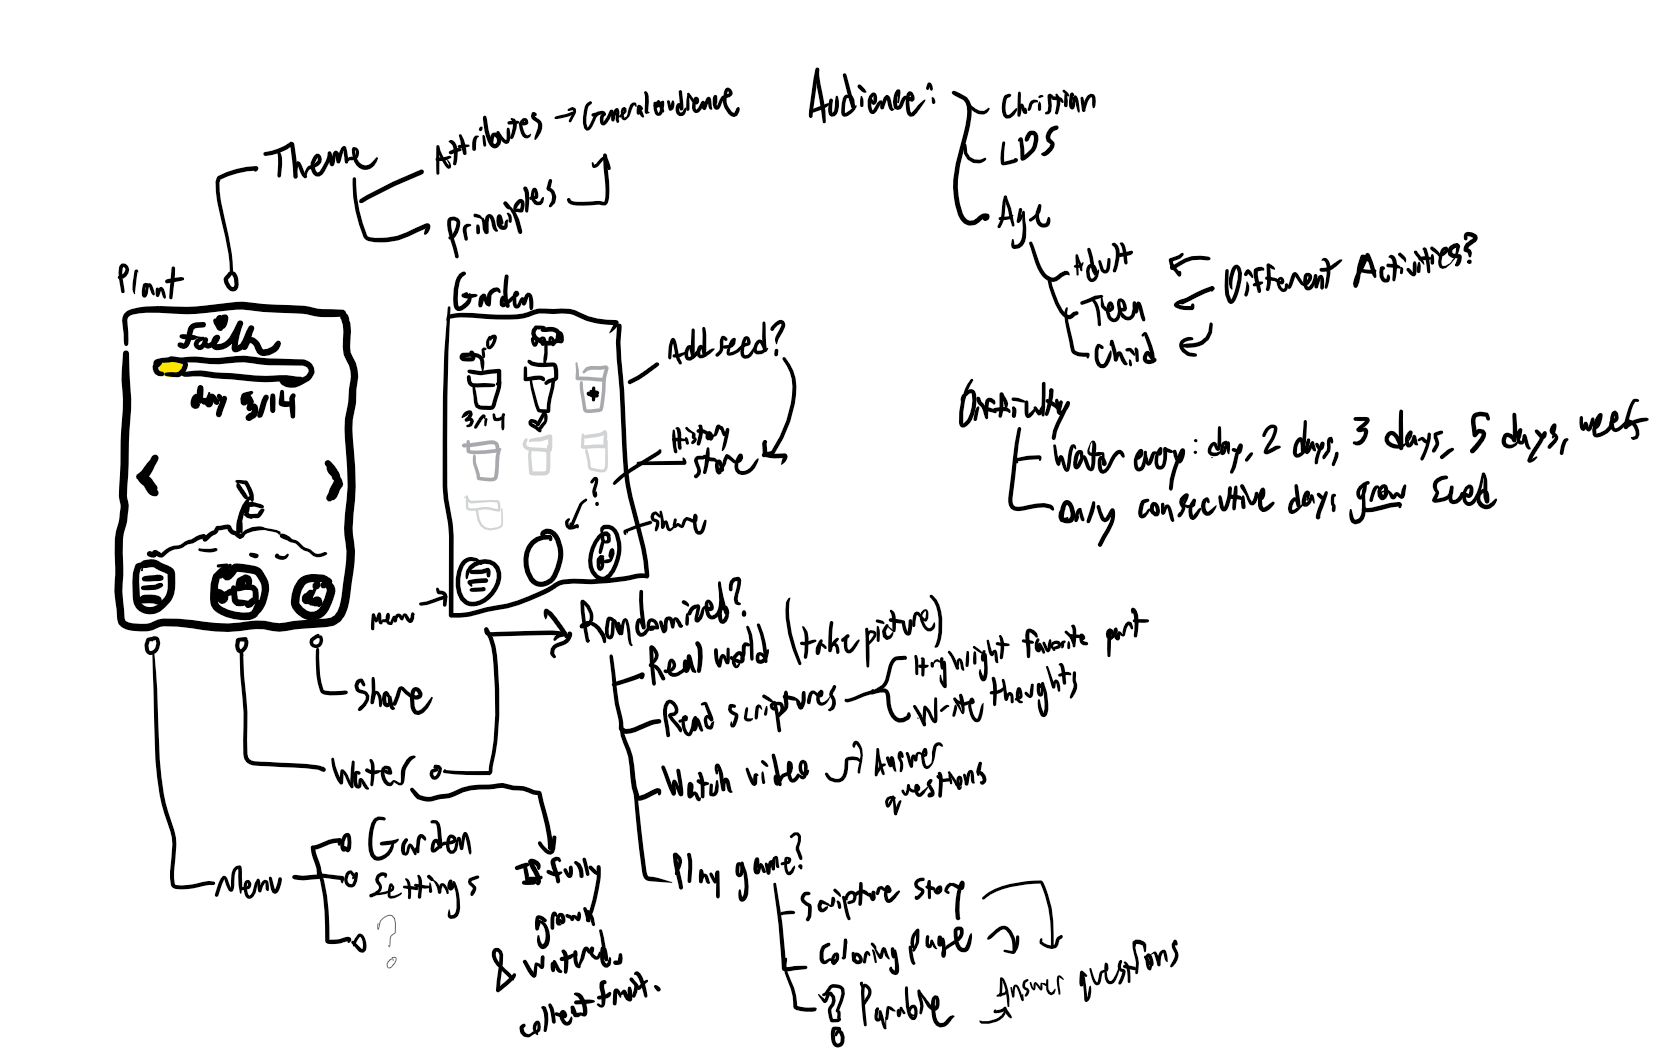 Theme
Attributes → General audience
Principles
Plant
Faith
day 3/14
Share
Water
Menu
Garden
Settings
?
If fully
grown
& watered,
collect fruit.
Garden
3/14
+
Add seed?
History
Store
?
Share
Menu
Randomized?
Real world (take picture)
Read scriptures
Highlight favorite part
Write thoughts
Watch video
Answer
questions
Play game?
Scripture story
Coloring page
? Parable
Answer questions
Audience:
Christian
LDS
Age
Adult
Teen
Child
Different Activities?
Difficulty
Water every: day, 2 days, 3 days, 5 days, week
Only consecutive days grow seed